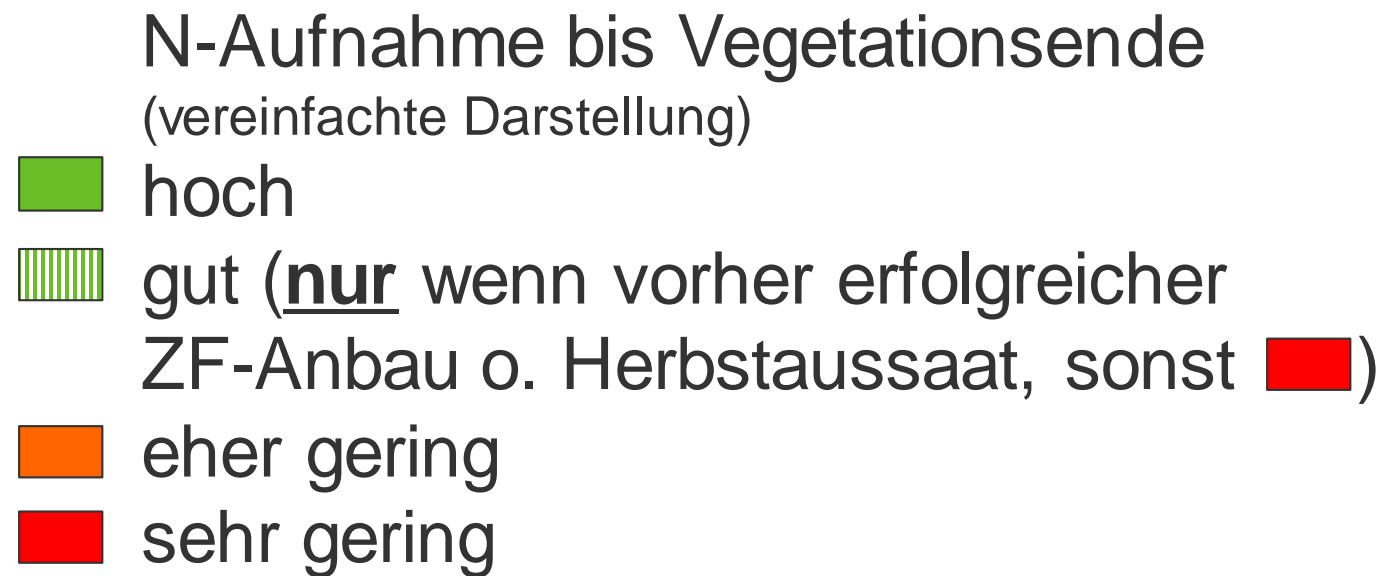 N-Aufnahme bis Vegetationsende
(vereinfachte Darstellung)
hoch
gut (nur wenn vorher erfolgreicher
ZF-Anbau o. Herbstaussaat, sonst )
eher gering
sehr gering